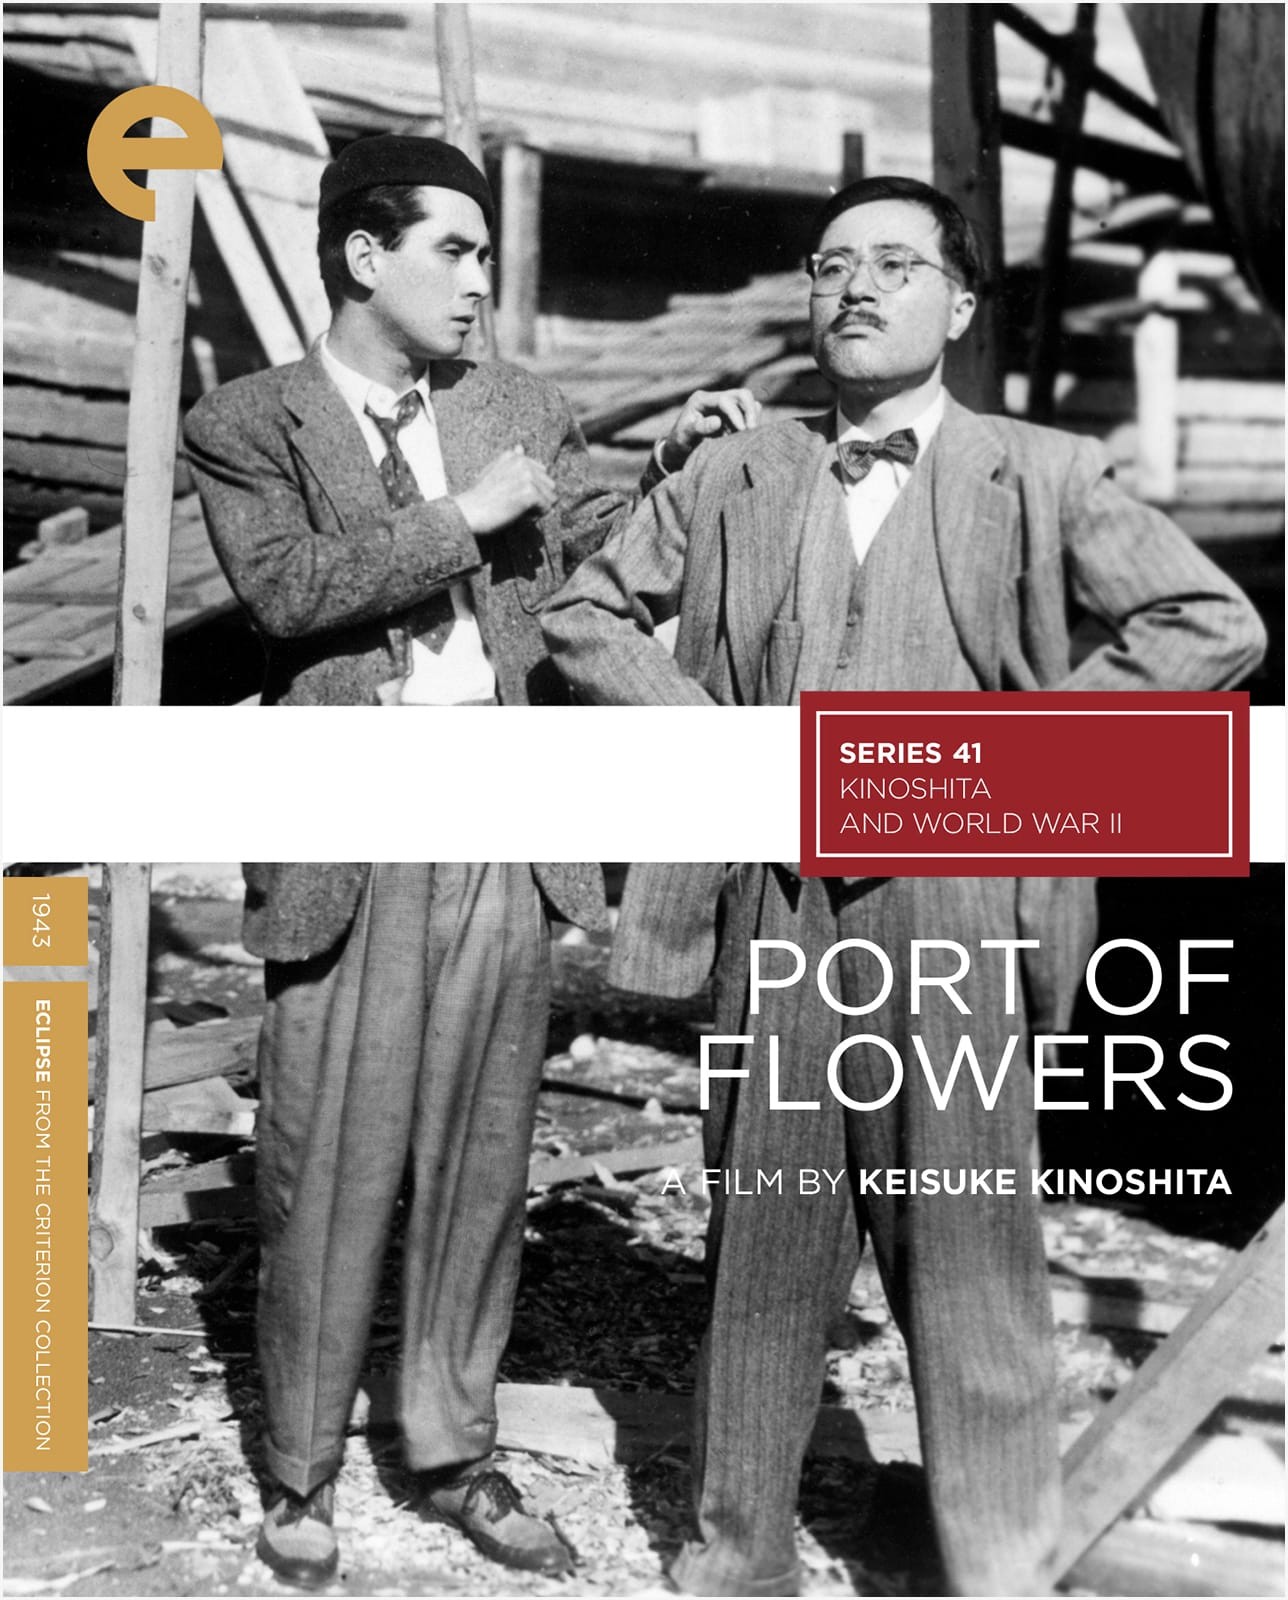 e
SERIES 41
KINOSHITA
AND WORLD WAR II
1943
ECLIPSE FROM THE CRITERION COLLECTION
PORT OF
FLOWERS
A FILM BY KEISUKE KINOSHITA